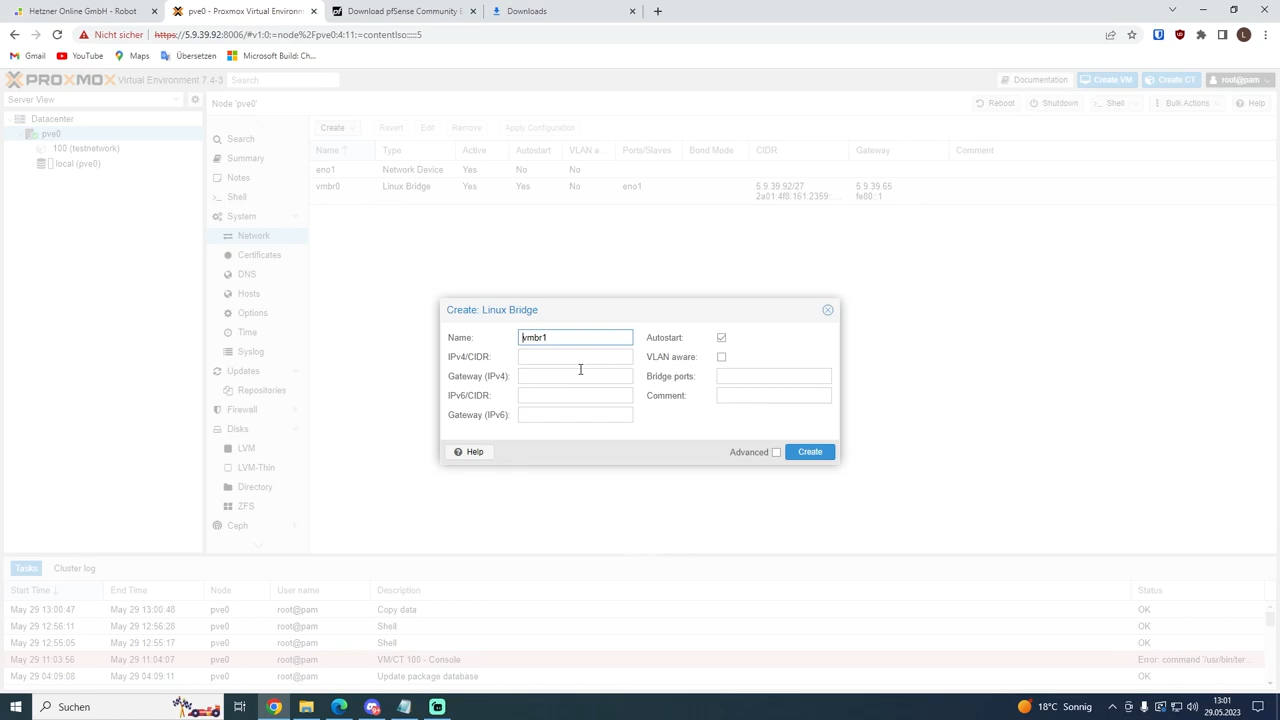 Hetzner Online GmbH - Robot
pve0 - Proxmox Virtual Environm
Download pfSense Community E
Downloads
Nicht sicher
https://5.9.39.92:8006/#v1:0:=node%2Fpve0:4:11:=contentIso:::::5
L
Gmail
YouTube
Maps
Übersetzen
Microsoft Build: Ch...
PROXMOX
Virtual Environment 7.4-3
Search
Documentation
Create VM
Create CT
root@pam
Server View
Node 'pve0'
Reboot
Shutdown
Shell
Bulk Actions
Help
Datacenter
pve0
100 (testnetwork)
local (pve0)
Search
Summary
Notes
Shell
System
Network
Certificates
DNS
Hosts
Options
Time
Syslog
Updates
Repositories
Firewall
Disks
LVM
LVM-Thin
Directory
ZFS
Ceph
Create
Revert
Edit
Remove
Apply Configuration
Name
Type
Active
Autostart
VLAN a...
Ports/Slaves
Bond Mode
CIDR
Gateway
Comment
eno1
Network Device
Yes
No
No
vmbr0
Linux Bridge
Yes
Yes
No
eno1
5.9.39.92/27
5.9.39.65
2a01:4f8:161:2359::...
fe80::1
Create: Linux Bridge
Name:
vmbr1
Autostart:
IPv4/CIDR:
VLAN aware:
Gateway (IPv4):
Bridge ports:
IPv6/CIDR:
Comment:
Gateway (IPv6):
Help
Advanced
Create
Tasks
Cluster log
Start Time
End Time
Node
User name
Description
Status
May 29 13:00:47
May 29 13:00:48
pve0
root@pam
Copy data
OK
May 29 12:56:11
May 29 12:56:28
pve0
root@pam
Shell
OK
May 29 12:55:05
May 29 12:55:17
pve0
root@pam
Shell
OK
May 29 11:03:56
May 29 11:04:07
pve0
root@pam
VM/CT 100 - Console
Error: command '/usr/bin/ter...
May 29 04:09:08
May 29 04:09:11
pve0
root@pam
Update package database
OK
Suchen
18°C Sonnig
13:01
29.05.2023